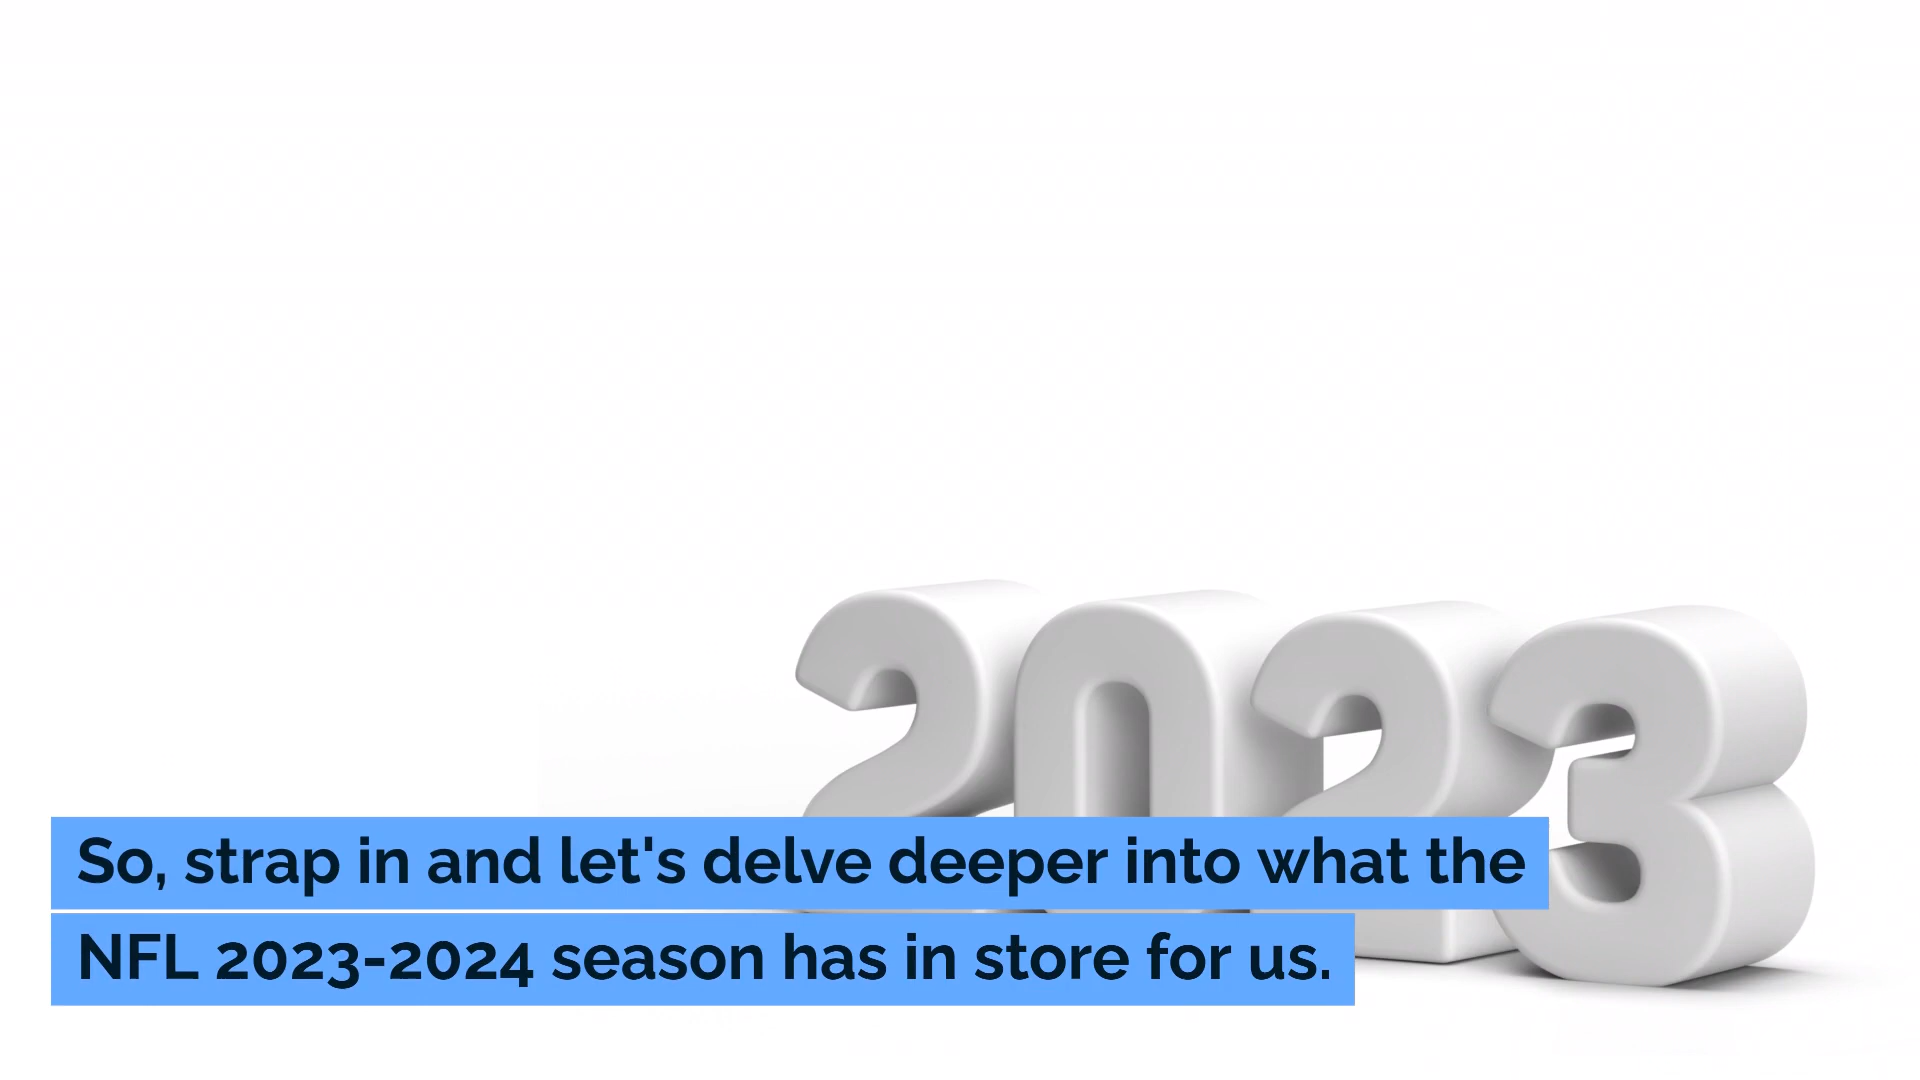 2023
So, strap in and let's delve deeper into what the
NFL 2023-2024 season has in store for us.